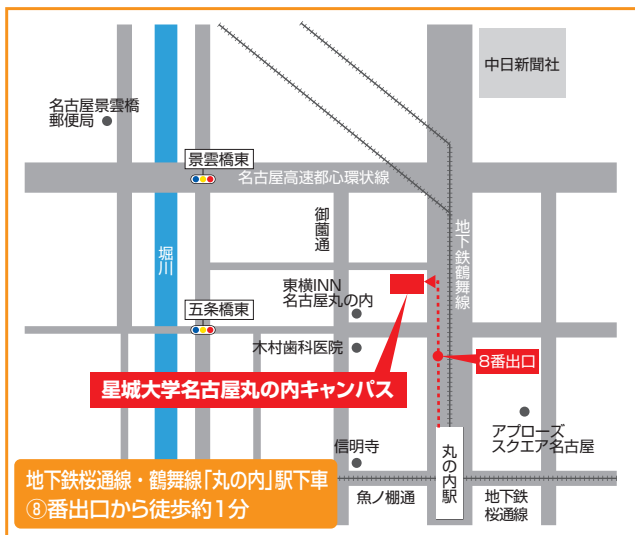 中日新聞社
名古屋景雲橋
郵便局
景雲橋東
名古屋高速都心環状線
御薗通
地下鉄鶴舞線
堀川
東横INN
名古屋丸の内
五条橋東
木村歯科医院
8番出口
星城大学名古屋丸の内キャンパス
アプローズ
スクエア名古屋
信明寺
丸の内駅
地下鉄桜通線・鶴舞線「丸の内」駅下車
⑧番出口から徒歩約1分
魚ノ棚通
地下鉄
桜通線